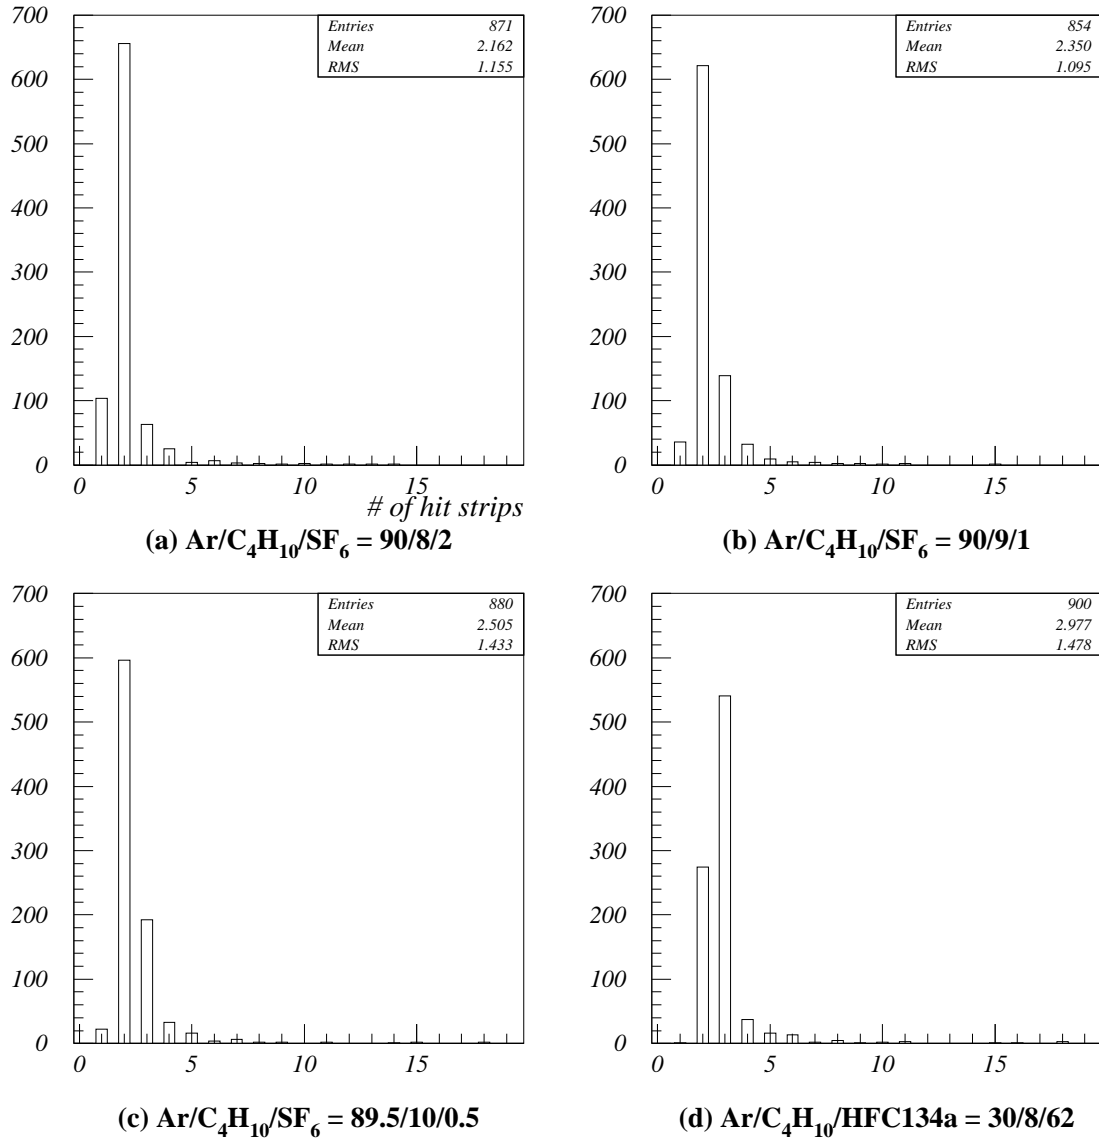 700
600
500
400
300
200
100
0
0 5 10 15
Entries 871
Mean 2.162
RMS 1.155
# of hit strips
(a) Ar/C₄H₁₀/SF₆ = 90/8/2
700
600
500
400
300
200
100
0
0 5 10 15
Entries 854
Mean 2.350
RMS 1.095
(b) Ar/C₄H₁₀/SF₆ = 90/9/1
700
600
500
400
300
200
100
0
0 5 10 15
Entries 880
Mean 2.505
RMS 1.433
(c) Ar/C₄H₁₀/SF₆ = 89.5/10/0.5
700
600
500
400
300
200
100
0
0 5 10 15
Entries 900
Mean 2.977
RMS 1.478
(d) Ar/C₄H₁₀/HFC134a = 30/8/62